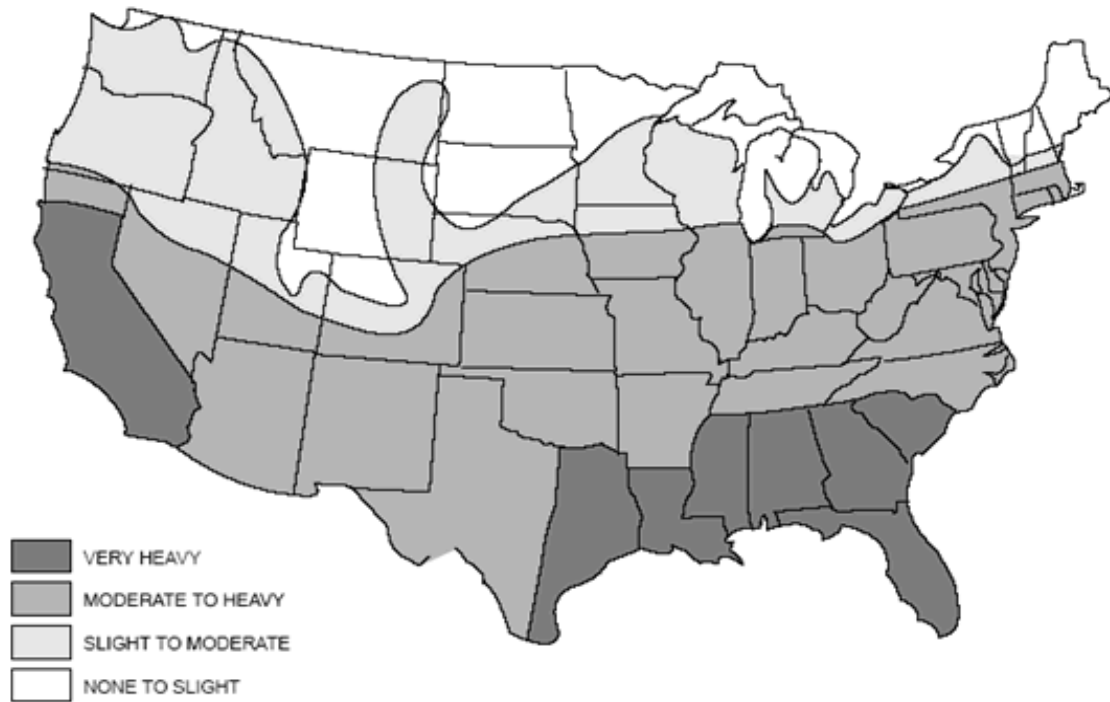 VERY HEAVY
MODERATE TO HEAVY
SLIGHT TO MODERATE
NONE TO SLIGHT